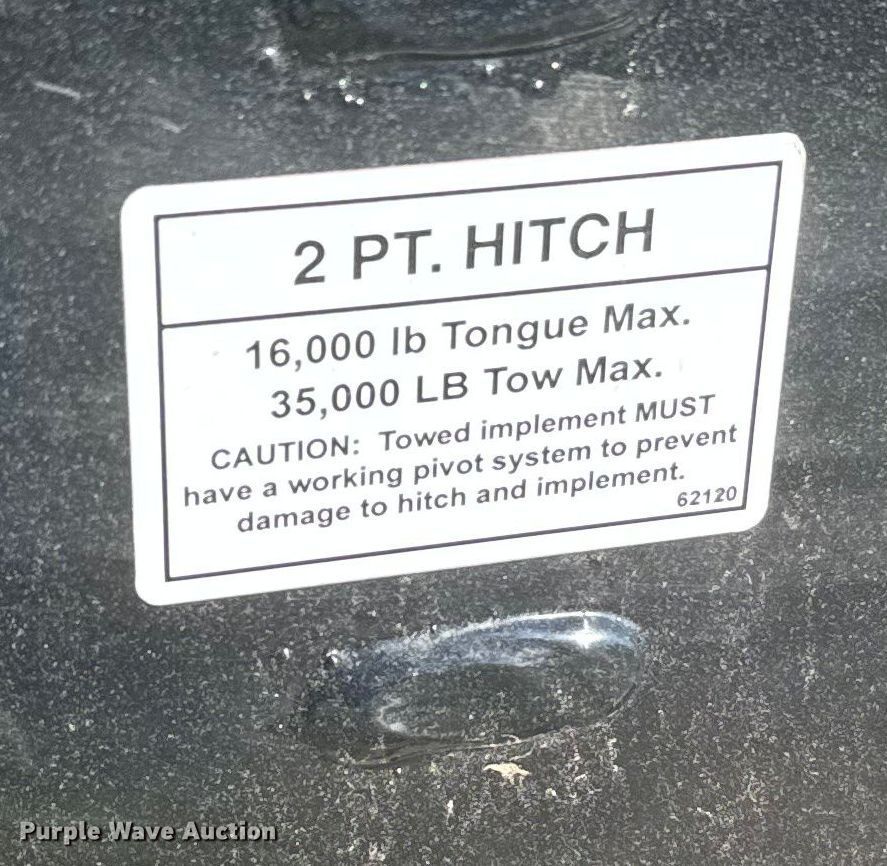 2 PT. HITCH
16,000 lb Tongue Max.
35,000 LB Tow Max.
CAUTION: Towed implement MUST
have a working pivot system to prevent
damage to hitch and implement.
62120
Purple Wave Auction